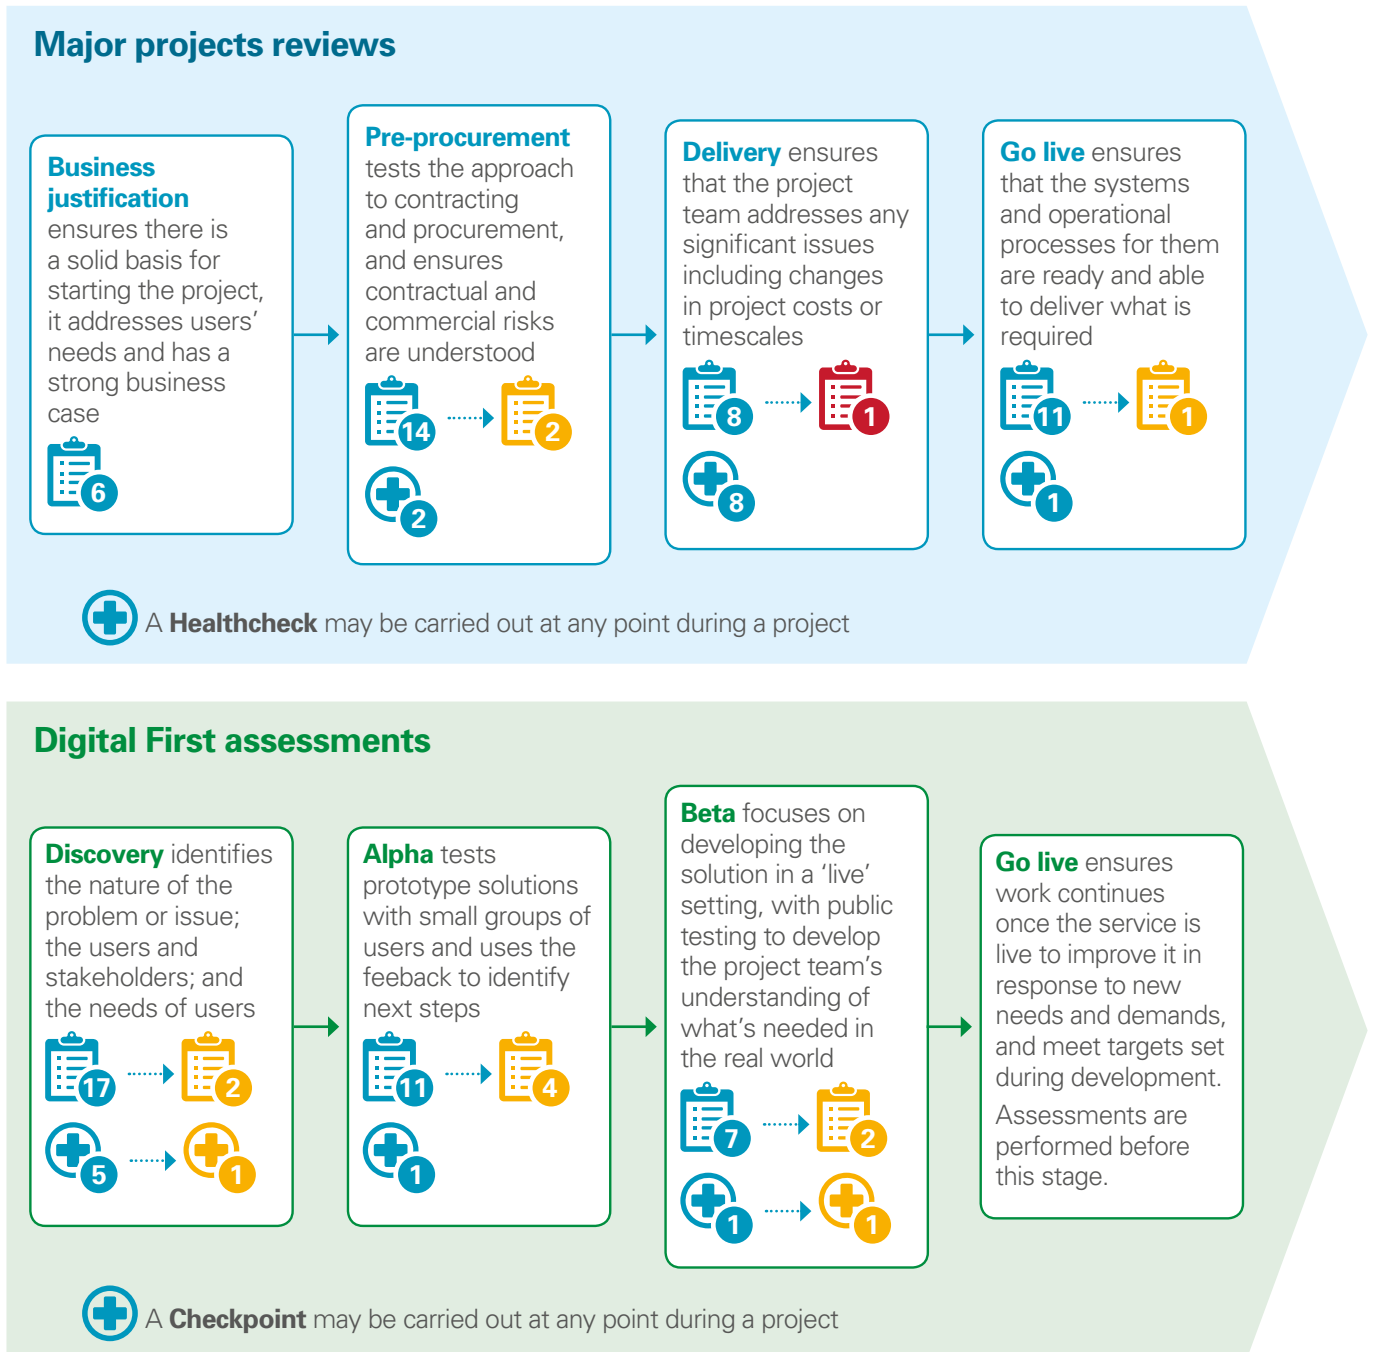 Major projects reviews
Business
justification
ensures there is
a solid basis for
starting the project,
it addresses users’
needs and has a
strong business
case
6
Pre-procurement
tests the approach
to contracting
and procurement,
and ensures
contractual and
commercial risks
are understood
14
2
2
Delivery ensures
that the project
team addresses any
significant issues
including changes
in project costs or
timescales
8
1
8
Go live ensures
that the systems
and operational
processes for them
are ready and able
to deliver what is
required
11
1
1
A Healthcheck may be carried out at any point during a project
Digital First assessments
Discovery identifies
the nature of the
problem or issue;
the users and
stakeholders; and
the needs of users
17
2
5
1
Alpha tests
prototype solutions
with small groups of
users and uses the
feeback to identify
next steps
11
4
1
Beta focuses on
developing the
solution in a ‘live’
setting, with public
testing to develop
the project team’s
understanding of
what’s needed in
the real world
7
2
1
1
Go live ensures
work continues
once the service is
live to improve it in
response to new
needs and demands,
and meet targets set
during development.
Assessments are
performed before
this stage.
A Checkpoint may be carried out at any point during a project